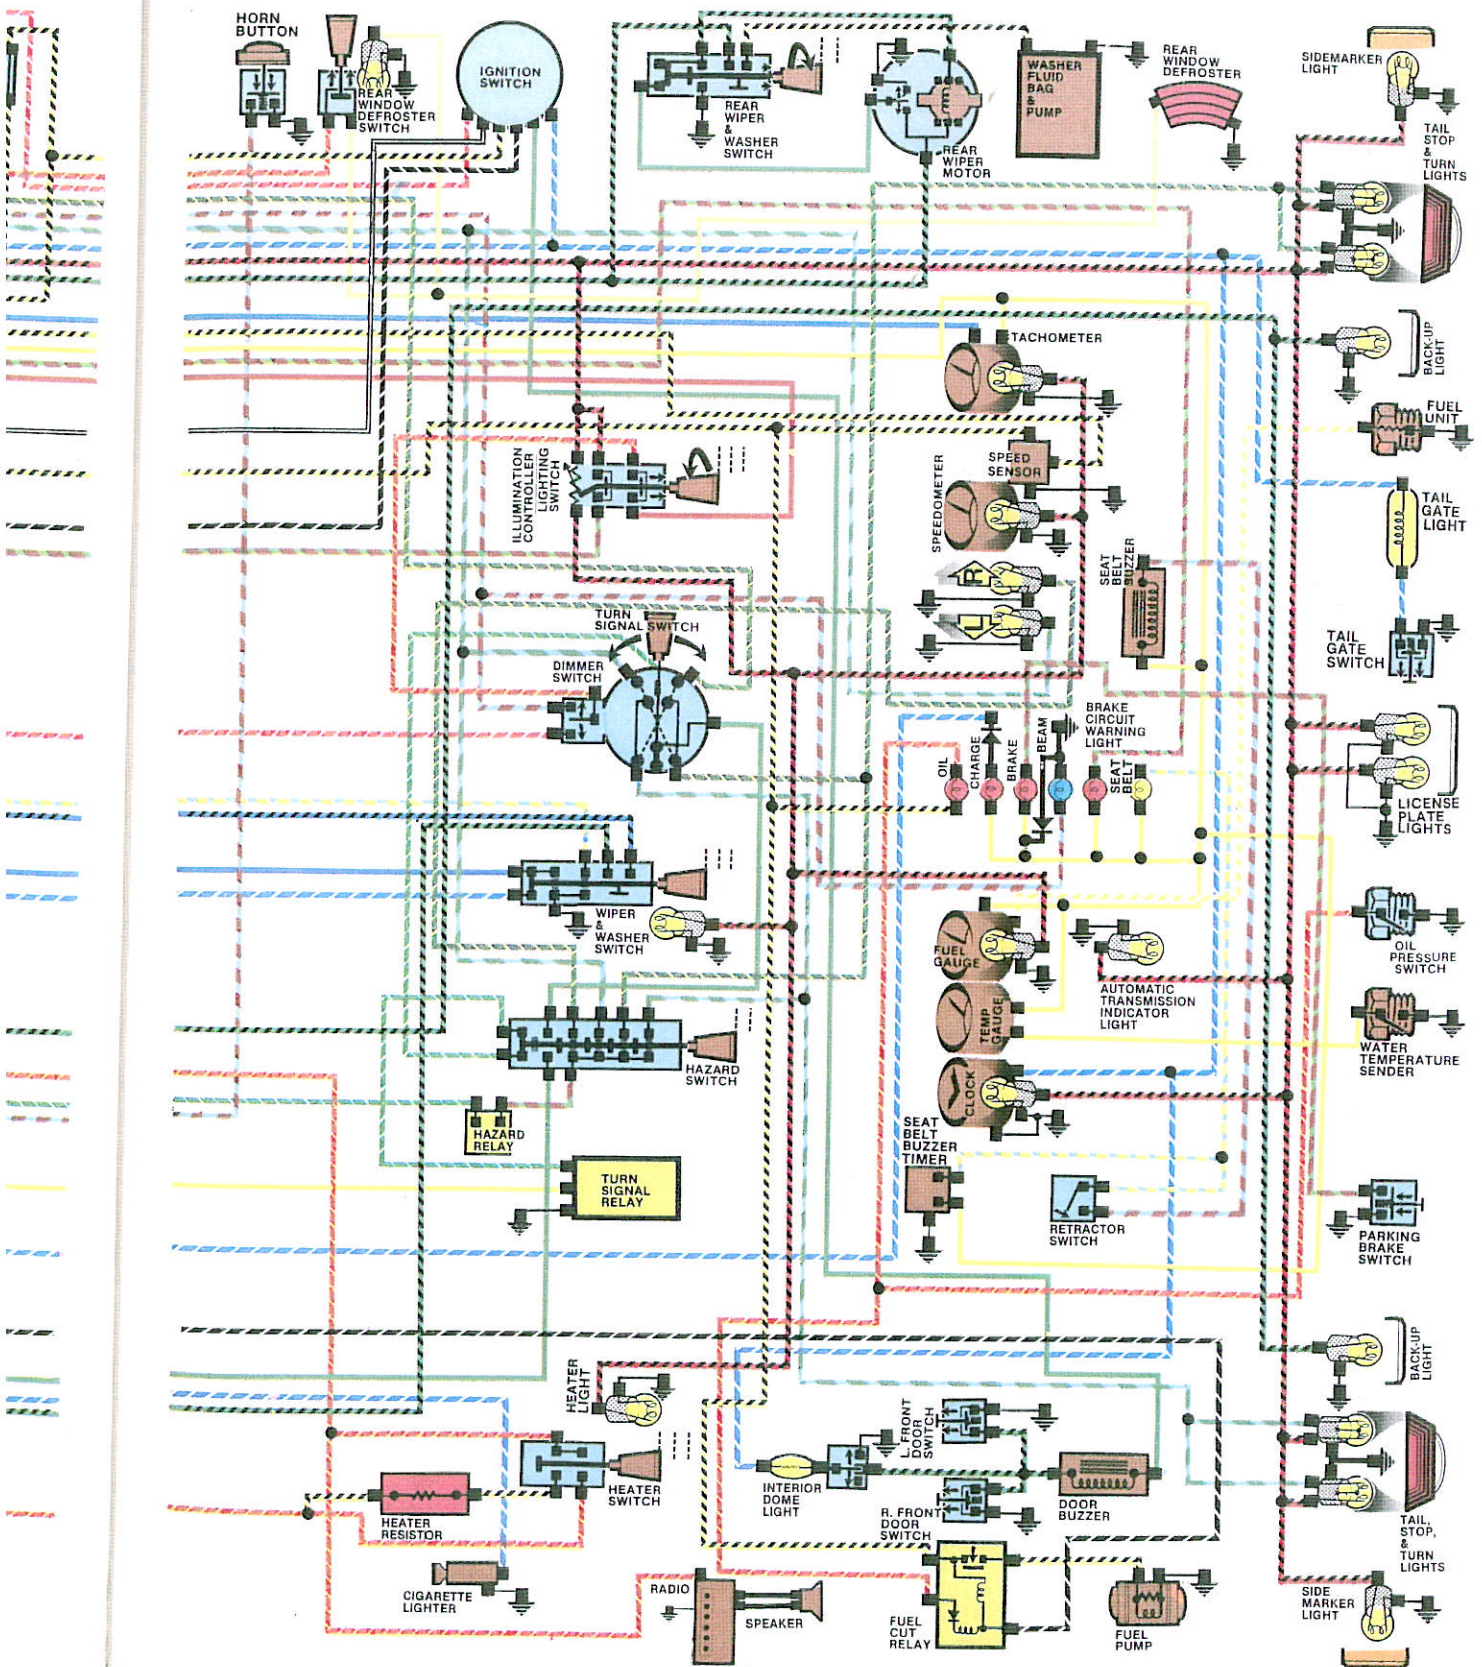 HORN
BUTTON
REAR
WINDOW
DEFROSTER
SWITCH
IGNITION
SWITCH
REAR
WIPER
&
WASHER
SWITCH
REAR
WIPER
MOTOR
WASHER
FLUID
BAG
&
PUMP
REAR
WINDOW
DEFROSTER
SIDEMARKER
LIGHT
TAIL
STOP
&
TURN
LIGHTS
TACHOMETER
BACK-UP
LIGHT
FUEL
UNIT
ILLUMINATION
CONTROLLER
LIGHTING
SWITCH
SPEED
SENSOR
SPEEDOMETER
TAIL
GATE
LIGHT
SEAT
BELT
BUZZER
R
L
TURN
SIGNAL SWITCH
DIMMER
SWITCH
TAIL
GATE
SWITCH
OIL
CHARGE
BRAKE
BEAM
BRAKE
CIRCUIT
WARNING
LIGHT
SEAT
BELT
LICENSE
PLATE
LIGHTS
WIPER
&
WASHER
SWITCH
FUEL
GAUGE
AUTOMATIC
TRANSMISSION
INDICATOR
LIGHT
OIL
PRESSURE
SWITCH
TEMP
GAUGE
WATER
TEMPERATURE
SENDER
HAZARD
SWITCH
CLOCK
HAZARD
RELAY
SEAT
BELT
BUZZER
TIMER
TURN
SIGNAL
RELAY
RETRACTOR
SWITCH
PARKING
BRAKE
SWITCH
HEATER
LIGHT
BACK-UP
LIGHT
L. FRONT
DOOR
SWITCH
HEATER
SWITCH
INTERIOR
DOME
LIGHT
R. FRONT
DOOR
SWITCH
DOOR
BUZZER
HEATER
RESISTOR
TAIL,
STOP,
&
TURN
LIGHTS
CIGARETTE
LIGHTER
RADIO
SPEAKER
FUEL
CUT
RELAY
FUEL
PUMP
SIDE
MARKER
LIGHT